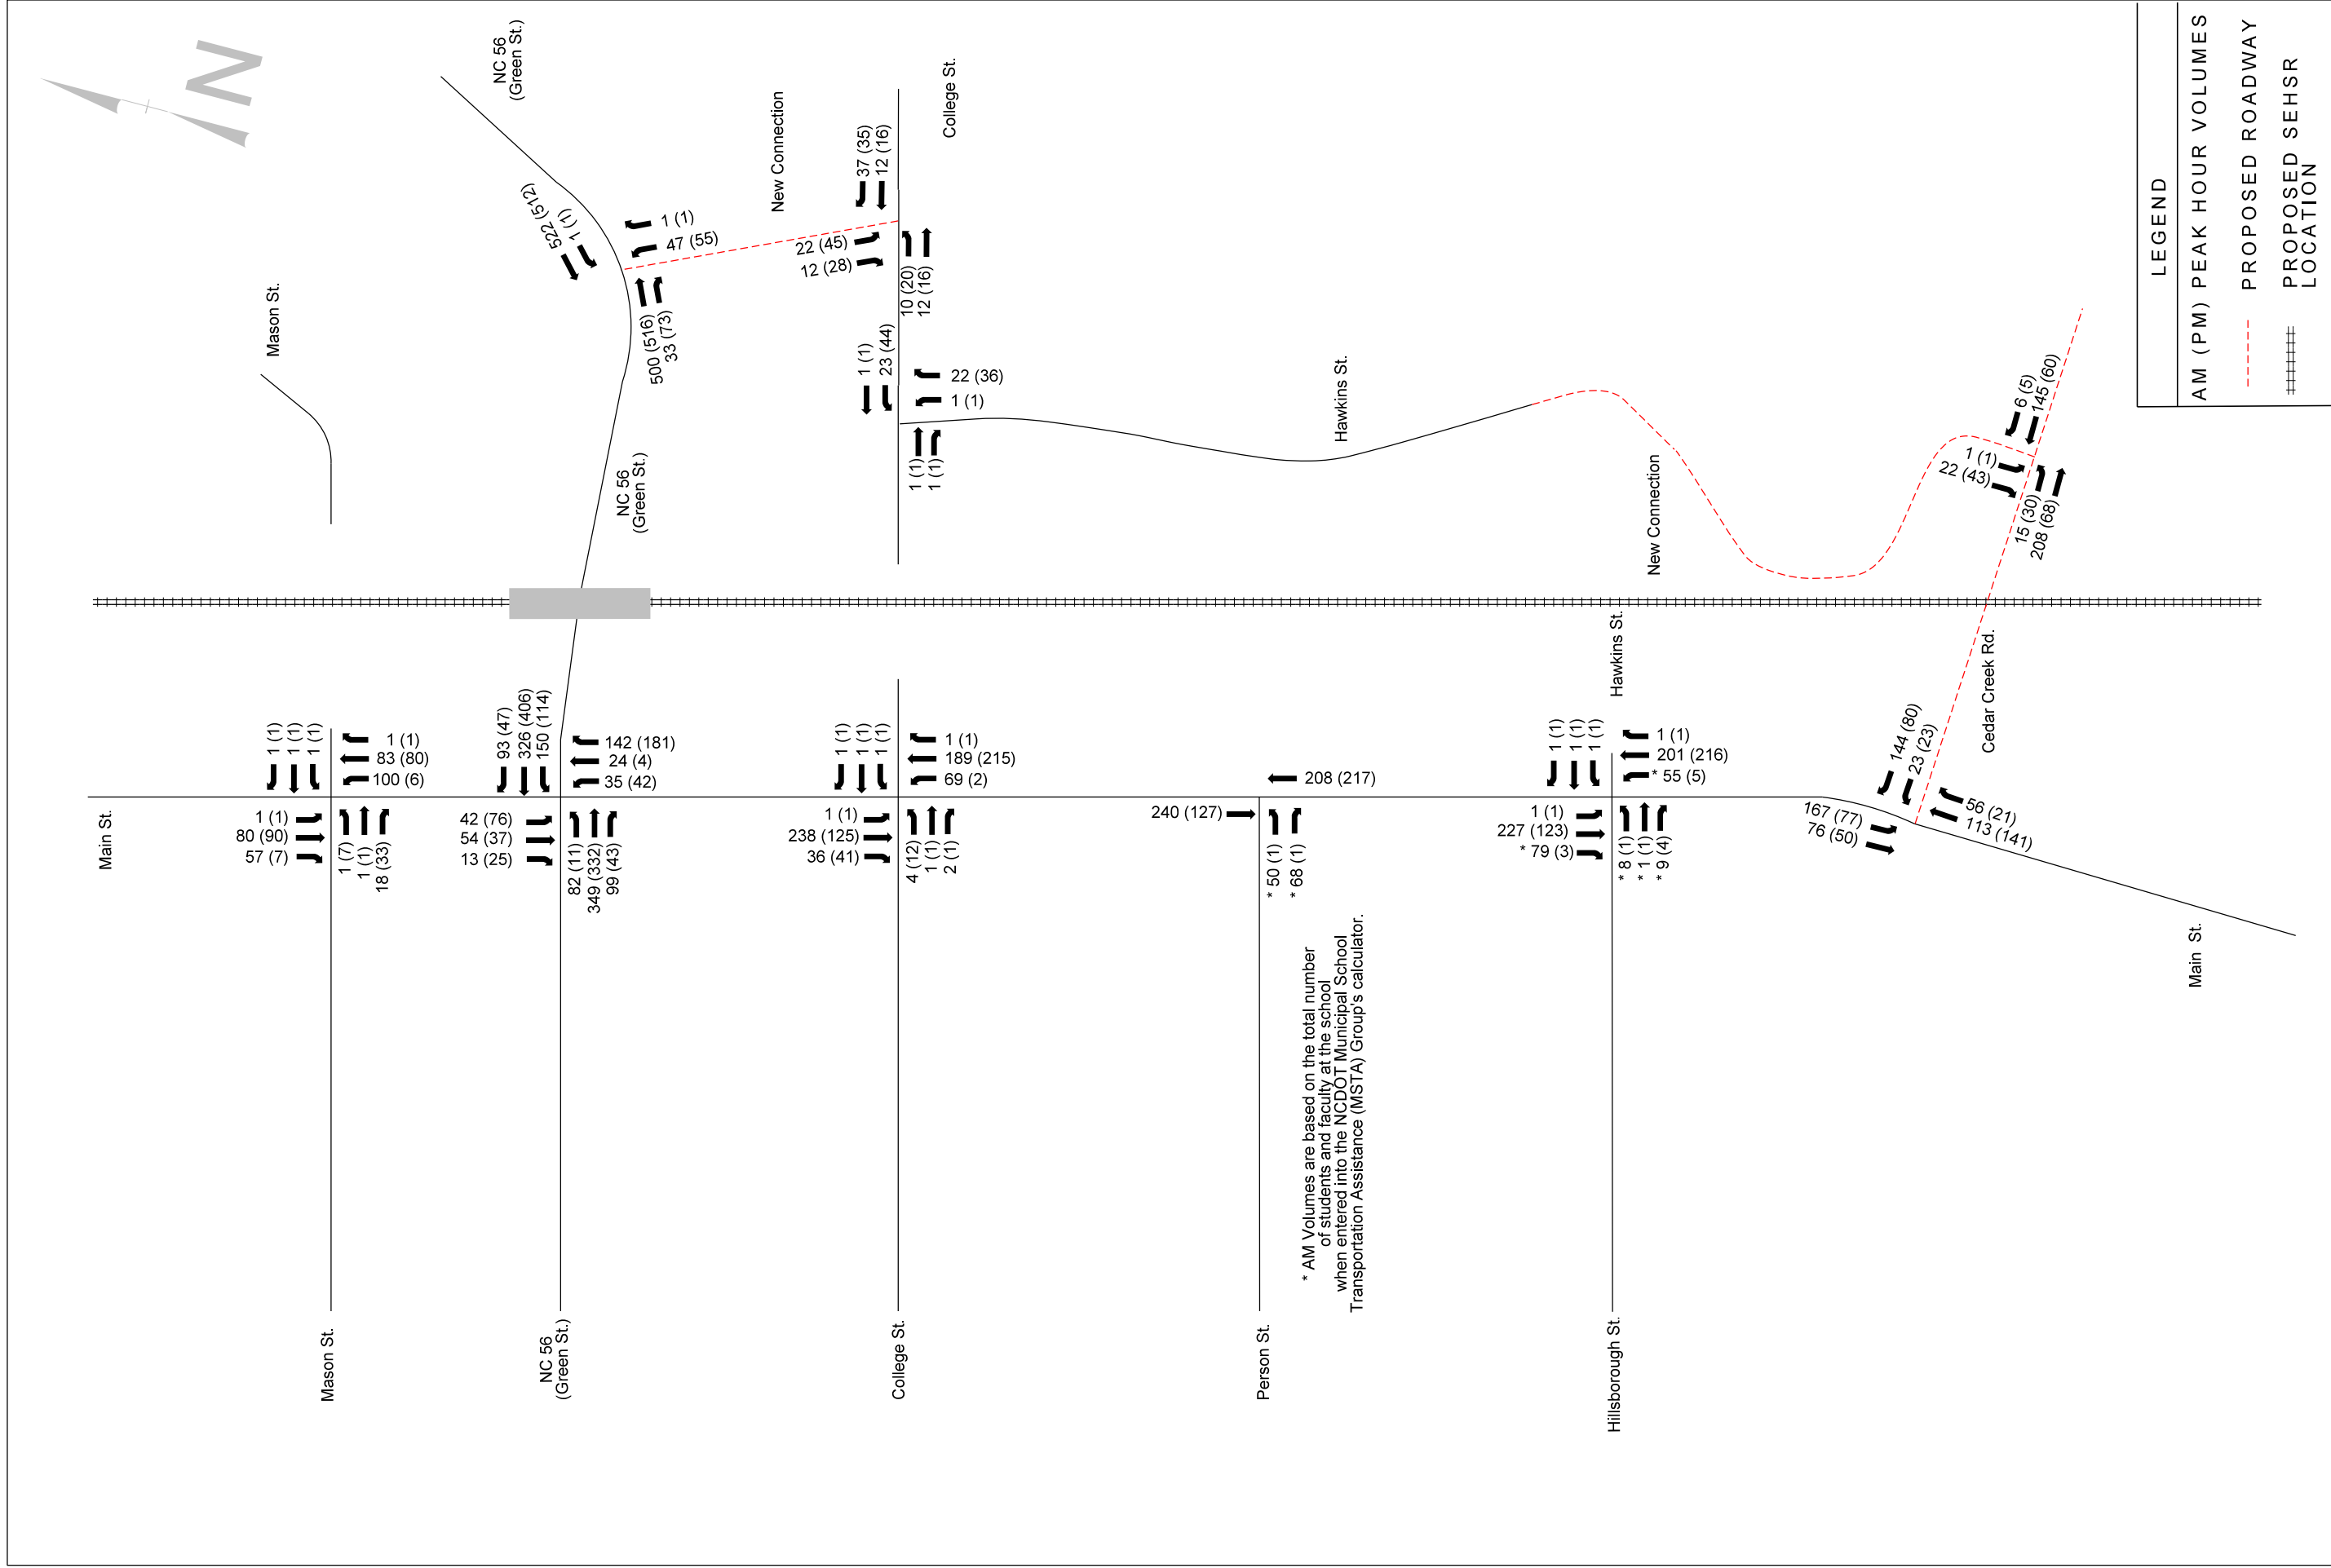 N
NC 56
(Green St.)
Mason St.
New Connection
College St.
522 (512)
1 (1)
1 (1)
47 (55)
500 (516)
33 (73)
37 (35)
12 (16)
22 (45)
12 (28)
10 (20)
12 (16)
1 (1)
23 (44)
22 (36)
1 (1)
1 (1)
1 (1)
NC 56
(Green St.)
Hawkins St.
New Connection
6 (5)
145 (60)
1 (1)
22 (43)
15 (30)
208 (68)
Hawkins St.
Cedar Creek Rd.
Main St.
1 (1)
1 (1)
1 (1)
1 (1)
83 (80)
100 (6)
1 (1)
80 (90)
57 (7)
1 (7)
1 (1)
18 (33)
93 (47)
326 (406)
150 (114)
142 (181)
24 (4)
35 (42)
42 (76)
54 (37)
13 (25)
82 (11)
349 (332)
99 (43)
1 (1)
1 (1)
1 (1)
1 (1)
189 (215)
69 (2)
1 (1)
238 (125)
36 (41)
4 (12)
1 (1)
2 (1)
208 (217)
240 (127)
* 50 (1)
* 68 (1)
1 (1)
1 (1)
1 (1)
1 (1)
201 (216)
* 55 (5)
1 (1)
227 (123)
* 79 (3)
* 8 (1)
* 1 (1)
* 9 (4)
144 (80)
23 (23)
167 (77)
76 (50)
56 (21)
113 (141)
Main St.
* AM Volumes are based on the total number
of students and faculty at the school
when entered into the NCDOT Municipal School
Transportation Assistance (MSTA) Group's calculator.
Mason St.
NC 56
(Green St.)
College St.
Person St.
Hillsborough St.
LEGEND
AM (PM) PEAK HOUR VOLUMES
PROPOSED ROADWAY
PROPOSED SEHSR
LOCATION